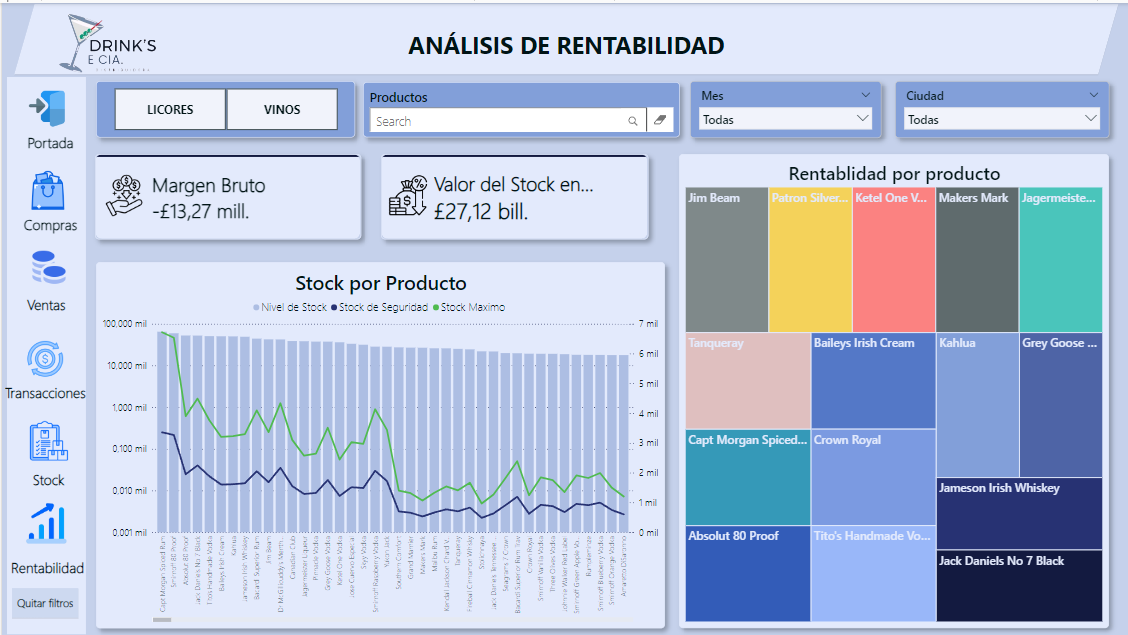 DRINK'S
E CIA.
ANÁLISIS DE RENTABILIDAD
Portada
Compras
Ventas
Transacciones
Stock
Rentabilidad
Quitar filtros
LICORES
VINOS
Productos
Search
Mes
Todas
Ciudad
Todas
Margen Bruto
-£13,27 mill.
Valor del Stock en...
£27,12 bill.
Stock por Producto
Nivel de Stock
Stock de Seguridad
Stock Maximo
100,000 mil
10,000 mil
1,000 mil
0,100 mil
0,010 mil
0,001 mil
7 mil
6 mil
5 mil
4 mil
3 mil
2 mil
1 mil
0 mil
Capt Morgan Spiced Rum
Smirnoff 80 Proof
Absolut 80 Proof
Jack Daniels No 7 Black
Titos Handmade Vodka
Baileys Irish Cream
Kahlua
Jameson Irish Whiskey
Bacardi Superior Rum
Jim Beam
Dr McGillicuddy's Menth...
Canadian Club
Jagermeister Liqueur
Pinnacle Vodka
Grey Goose Vodka
Ketel One Vodka
Jose Cuervo Especial
Skyy Vodka
Smirnoff Raspberry Vodka
Yukon Jack
Southern Comfort
Grand Marnier
Makers Mark
Malibu Rum
Kendall Jackson Chard V...
Tanqueray
Fireball Cinnamon Whisky
Stolichnaya
Jack Daniels Tennessee ...
Seagrams 7 Crown
Bacardi Superior Rum Trav
Crown Royal
Smirnoff Vanilla Vodka
Three Olives Vodka
Johnnie Walker Red Label
Smirnoff Green Apple Vo...
Rumplemintze
Smirnoff Blueberry Vodka
Smirnoff Orange Vodka
Amaretto DiSaronno
Rentablidad por producto
Jim Beam
Patron Silver...
Ketel One V...
Makers Mark
Jagermeiste...
Tanqueray
Baileys Irish Cream
Kahlua
Grey Goose ...
Capt Morgan Spiced...
Crown Royal
Jameson Irish Whiskey
Absolut 80 Proof
Tito's Handmade Vo...
Jack Daniels No 7 Black